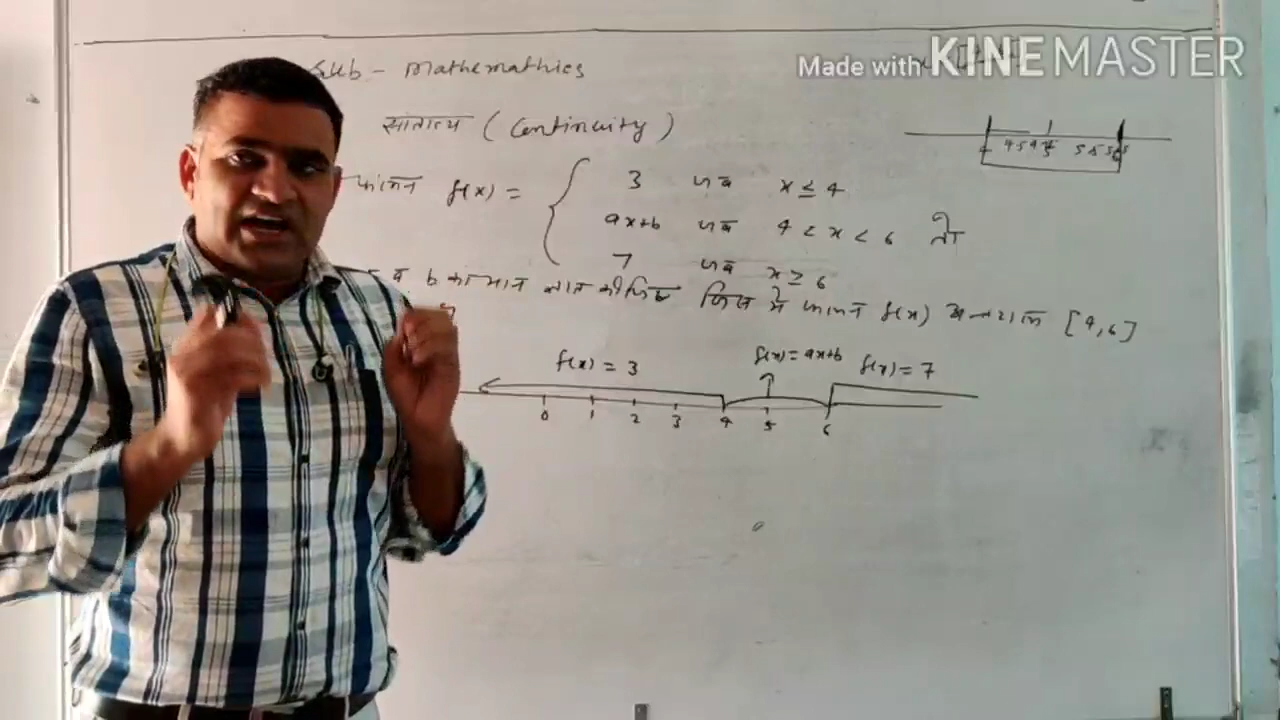 Made with KINEMASTER
Sub - Mathemathics
सातत्य (Continuity)
फलन f(x) =
3 जब x ≤ 4
ax+b जब 4 < x < 6 तो
7 जब x ≥ 6
व b का मान ज्ञात कीजिए जिस में फलन f(x) अन्तराल [4,6]
f(x) = 3 f(x) = ax+b f(x) = 7
0 1 2 3 4 5 6